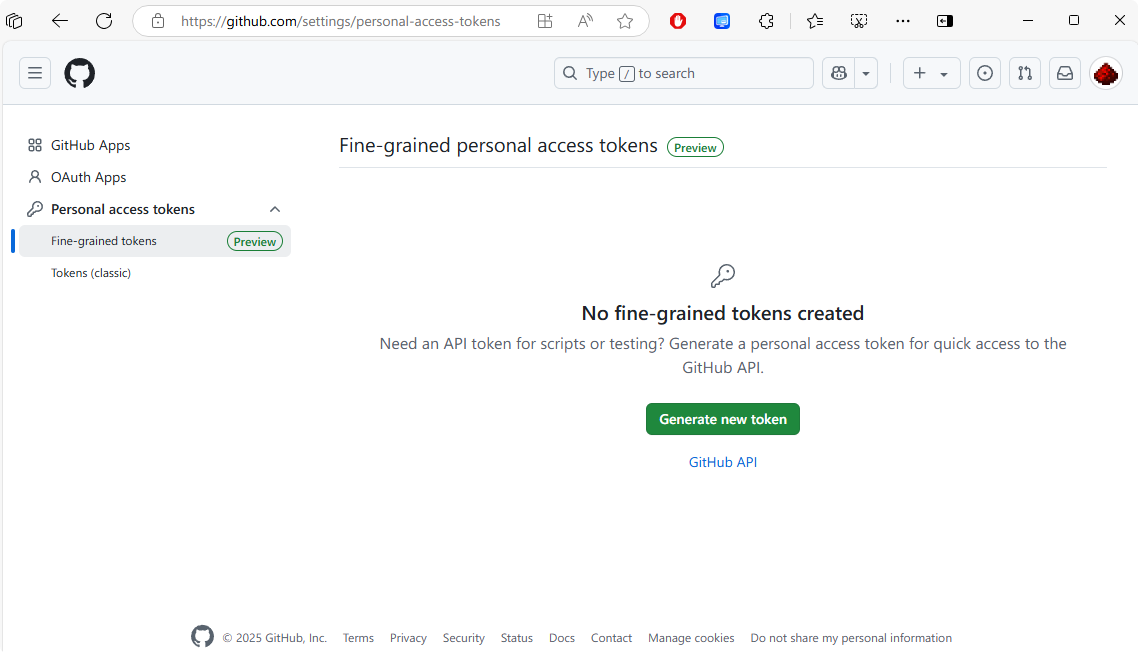 https://github.com/settings/personal-access-tokens
Type / to search
GitHub Apps
OAuth Apps
Personal access tokens
Fine-grained tokens Preview
Tokens (classic)
Fine-grained personal access tokens Preview
No fine-grained tokens created
Need an API token for scripts or testing? Generate a personal access token for quick access to the
GitHub API.
Generate new token
GitHub API
© 2025 GitHub, Inc. Terms Privacy Security Status Docs Contact Manage cookies Do not share my personal information